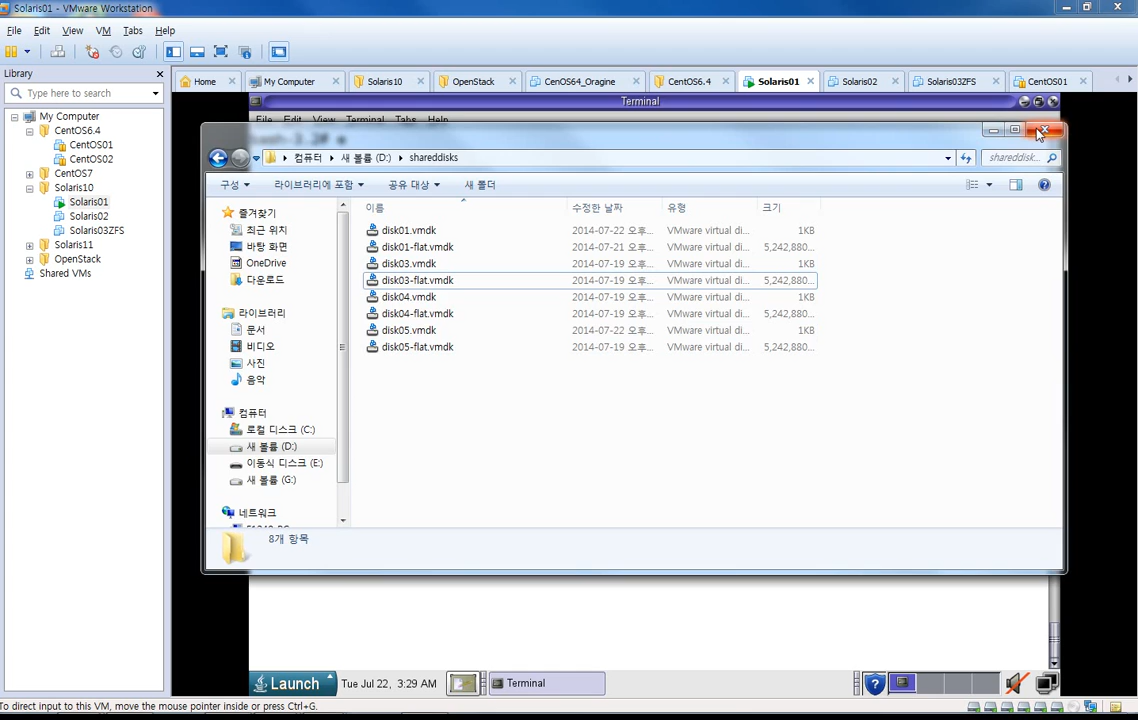 Solaris01 - VMware Workstation
File Edit View VM Tabs Help
Library
Type here to search
My Computer
CentOS6.4
CentOS01
CentOS02
CentOS7
Solaris10
Solaris01
Solaris02
Solaris03ZFS
Solaris11
OpenStack
Shared VMs
Home My Computer Solaris10 OpenStack CenOS64_Oragine CentOS6.4 Solaris01 Solaris02 Solaris03ZFS CentOS01
Terminal
File Edit View Terminal Tabs Help
컴퓨터 새 볼륨 (D:) shareddisks
shareddisk...
구성 라이브러리에 포함 공유 대상 새 폴더
즐겨찾기
최근 위치
바탕 화면
OneDrive
다운로드
라이브러리
문서
비디오
사진
음악
컴퓨터
로컬 디스크 (C:)
새 볼륨 (D:)
이동식 디스크 (E:)
새 볼륨 (G:)
네트워크
이름 수정한 날짜 유형 크기
disk01.vmdk 2014-07-22 오후... VMware virtual di... 1KB
disk01-flat.vmdk 2014-07-21 오후... VMware virtual di... 5,242,880...
disk03.vmdk 2014-07-19 오후... VMware virtual di... 1KB
disk03-flat.vmdk 2014-07-19 오후... VMware virtual di... 5,242,880...
disk04.vmdk 2014-07-19 오후... VMware virtual di... 1KB
disk04-flat.vmdk 2014-07-19 오후... VMware virtual di... 5,242,880...
disk05.vmdk 2014-07-22 오후... VMware virtual di... 1KB
disk05-flat.vmdk 2014-07-19 오후... VMware virtual di... 5,242,880...
8개 항목
Launch Tue Jul 22, 3:29 AM Terminal
To direct input to this VM, move the mouse pointer inside or press Ctrl+G.